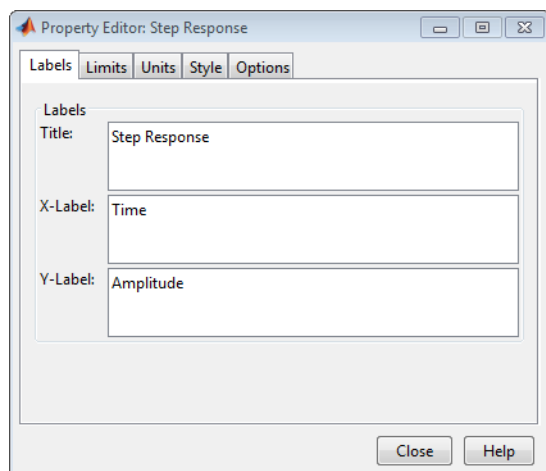 Property Editor: Step Response
Labels Limits Units Style Options
Labels
Title: Step Response
X-Label: Time
Y-Label: Amplitude
Close Help